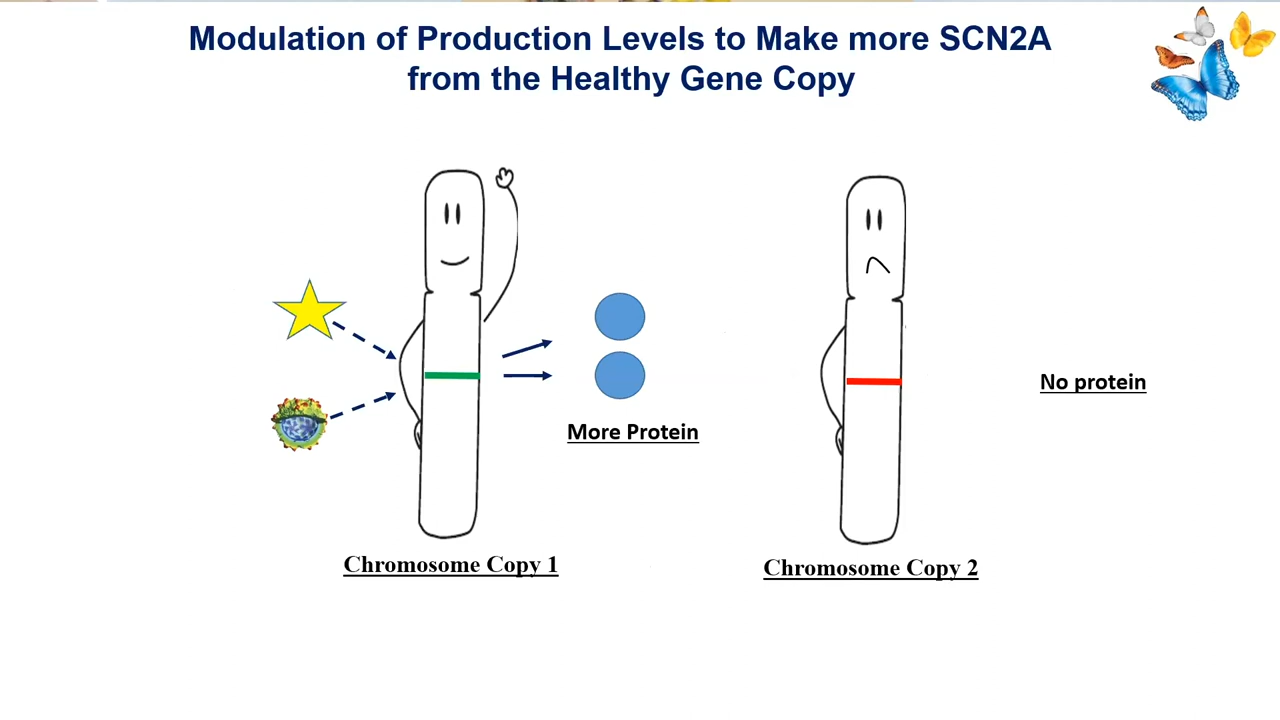 Modulation of Production Levels to Make more SCN2A
from the Healthy Gene Copy
More Protein
No protein
Chromosome Copy 1
Chromosome Copy 2